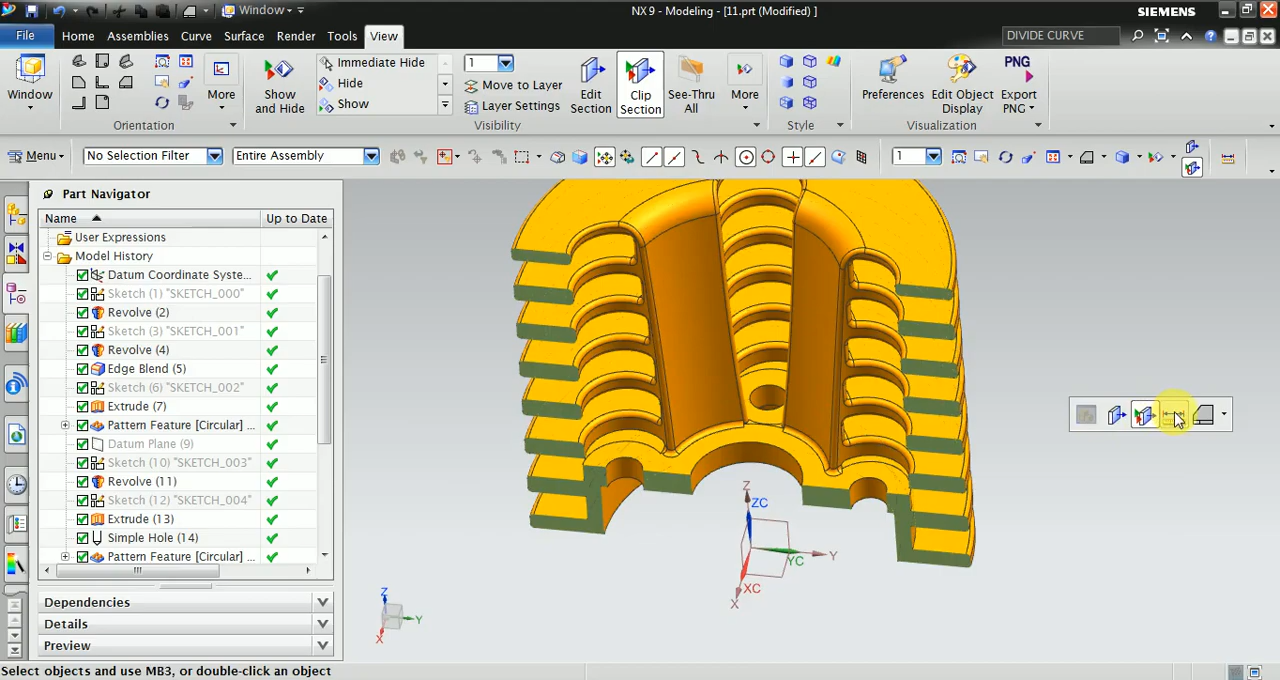 Window
NX 9 - Modeling - [11.prt (Modified) ]
SIEMENS
File
Home
Assemblies
Curve
Surface
Render
Tools
View
DIVIDE CURVE
Window
More
Show and Hide
Immediate Hide
Hide
Show
1
Move to Layer
Layer Settings
Edit Section
Clip Section
See-Thru All
More
Preferences
Edit Object Display
PNG
Export PNG
Orientation
Visibility
Style
Visualization
Menu
No Selection Filter
Entire Assembly
1
Part Navigator
Name
Up to Date
User Expressions
Model History
Datum Coordinate Syste...
Sketch (1) "SKETCH_000"
Revolve (2)
Sketch (3) "SKETCH_001"
Revolve (4)
Edge Blend (5)
Sketch (6) "SKETCH_002"
Extrude (7)
Pattern Feature [Circular] ...
Datum Plane (9)
Sketch (10) "SKETCH_003"
Revolve (11)
Sketch (12) "SKETCH_004"
Extrude (13)
Simple Hole (14)
Pattern Feature [Circular] ...
Dependencies
Details
Preview
Z
ZC
Y
YC
XC
X
Z
Y
X
Select objects and use MB3, or double-click an object